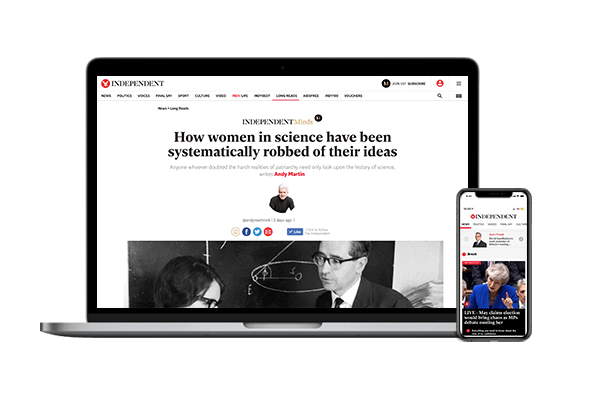 INDEPENDENT
JOIN US? SUBSCRIBE
NEWS POLITICS VOICES FINAL SAY SPORT CULTURE VIDEO INDY/LIFE INDYBEST LONG READS INDY100 VOUCHERS
News > Long Reads
INDEPENDENTMinds
How women in science have been
systematically robbed of their ideas
Anyone whoever doubted the harsh realities of patriarchy need only look upon the history of science,
writes Andy Martin
@andymartinink | 2 days ago |
Like
Click to follow
The Independent
INDEPENDENT
NEWS POLITICS VOICES FINAL SAY CULTURE
Brexit
LIVE - May claims election
would bring chaos as MPs
debate ousting her